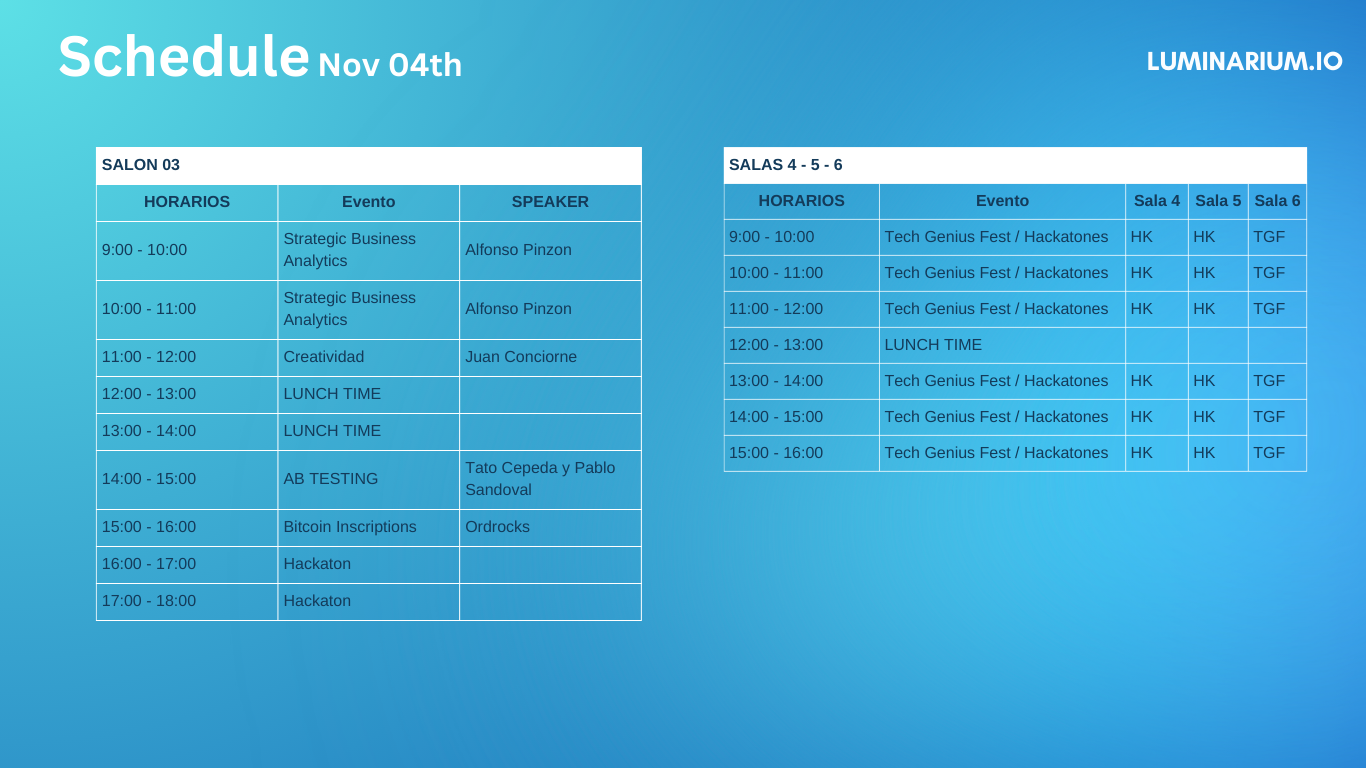 Schedule Nov 04th
LUMINARIUM.IO
SALON 03
HORARIOS Evento SPEAKER
9:00 - 10:00 Strategic Business Analytics Alfonso Pinzon
10:00 - 11:00 Strategic Business Analytics Alfonso Pinzon
11:00 - 12:00 Creatividad Juan Conciorne
12:00 - 13:00 LUNCH TIME
13:00 - 14:00 LUNCH TIME
14:00 - 15:00 AB TESTING Tato Cepeda y Pablo Sandoval
15:00 - 16:00 Bitcoin Inscriptions Ordrocks
16:00 - 17:00 Hackaton
17:00 - 18:00 Hackaton
SALAS 4 - 5 - 6
HORARIOS Evento Sala 4 Sala 5 Sala 6
9:00 - 10:00 Tech Genius Fest / Hackatones HK HK TGF
10:00 - 11:00 Tech Genius Fest / Hackatones HK HK TGF
11:00 - 12:00 Tech Genius Fest / Hackatones HK HK TGF
12:00 - 13:00 LUNCH TIME
13:00 - 14:00 Tech Genius Fest / Hackatones HK HK TGF
14:00 - 15:00 Tech Genius Fest / Hackatones HK HK TGF
15:00 - 16:00 Tech Genius Fest / Hackatones HK HK TGF